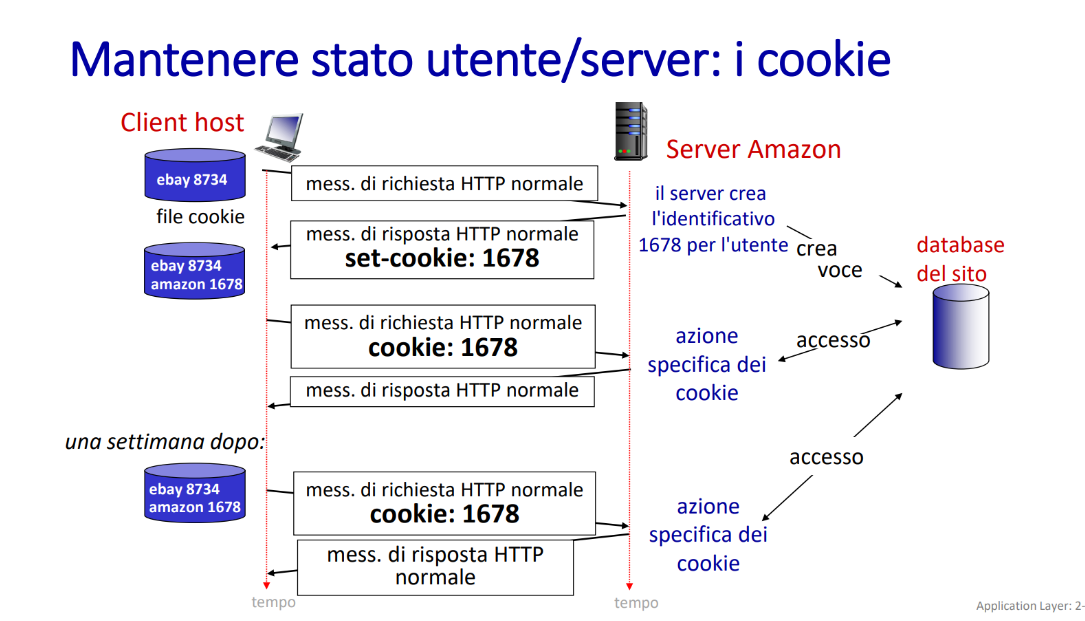 Mantenere stato utente/server: i cookie
Client host
Server Amazon
ebay 8734
file cookie
mess. di richiesta HTTP normale
il server crea
l'identificativo
1678 per l'utente
mess. di risposta HTTP normale
set-cookie: 1678
crea
voce
database
del sito
ebay 8734
amazon 1678
mess. di richiesta HTTP normale
cookie: 1678
azione
specifica dei
cookie
accesso
mess. di risposta HTTP normale
una settimana dopo:
accesso
ebay 8734
amazon 1678
mess. di richiesta HTTP normale
cookie: 1678
azione
specifica dei
cookie
mess. di risposta HTTP
normale
tempo
tempo
Application Layer: 2-